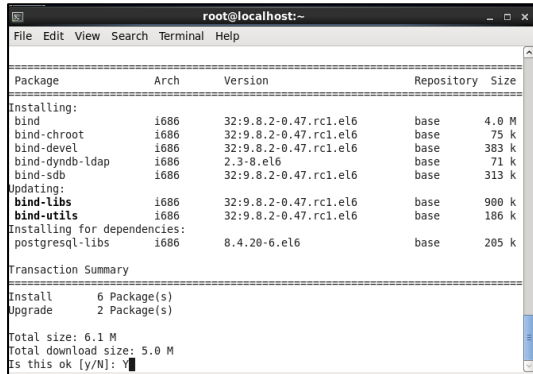 root@localhost:~
File Edit View Search Terminal Help
================================================================================
Package Arch Version Repository Size
================================================================================
Installing:
bind i686 32:9.8.2-0.47.rc1.el6 base 4.0 M
bind-chroot i686 32:9.8.2-0.47.rc1.el6 base 75 k
bind-devel i686 32:9.8.2-0.47.rc1.el6 base 383 k
bind-dyndb-ldap i686 2.3-8.el6 base 71 k
bind-sdb i686 32:9.8.2-0.47.rc1.el6 base 313 k
Updating:
bind-libs i686 32:9.8.2-0.47.rc1.el6 base 900 k
bind-utils i686 32:9.8.2-0.47.rc1.el6 base 186 k
Installing for dependencies:
postgresql-libs i686 8.4.20-6.el6 base 205 k
Transaction Summary
================================================================================
Install 6 Package(s)
Upgrade 2 Package(s)
Total size: 6.1 M
Total download size: 5.0 M
Is this ok [y/N]: Y